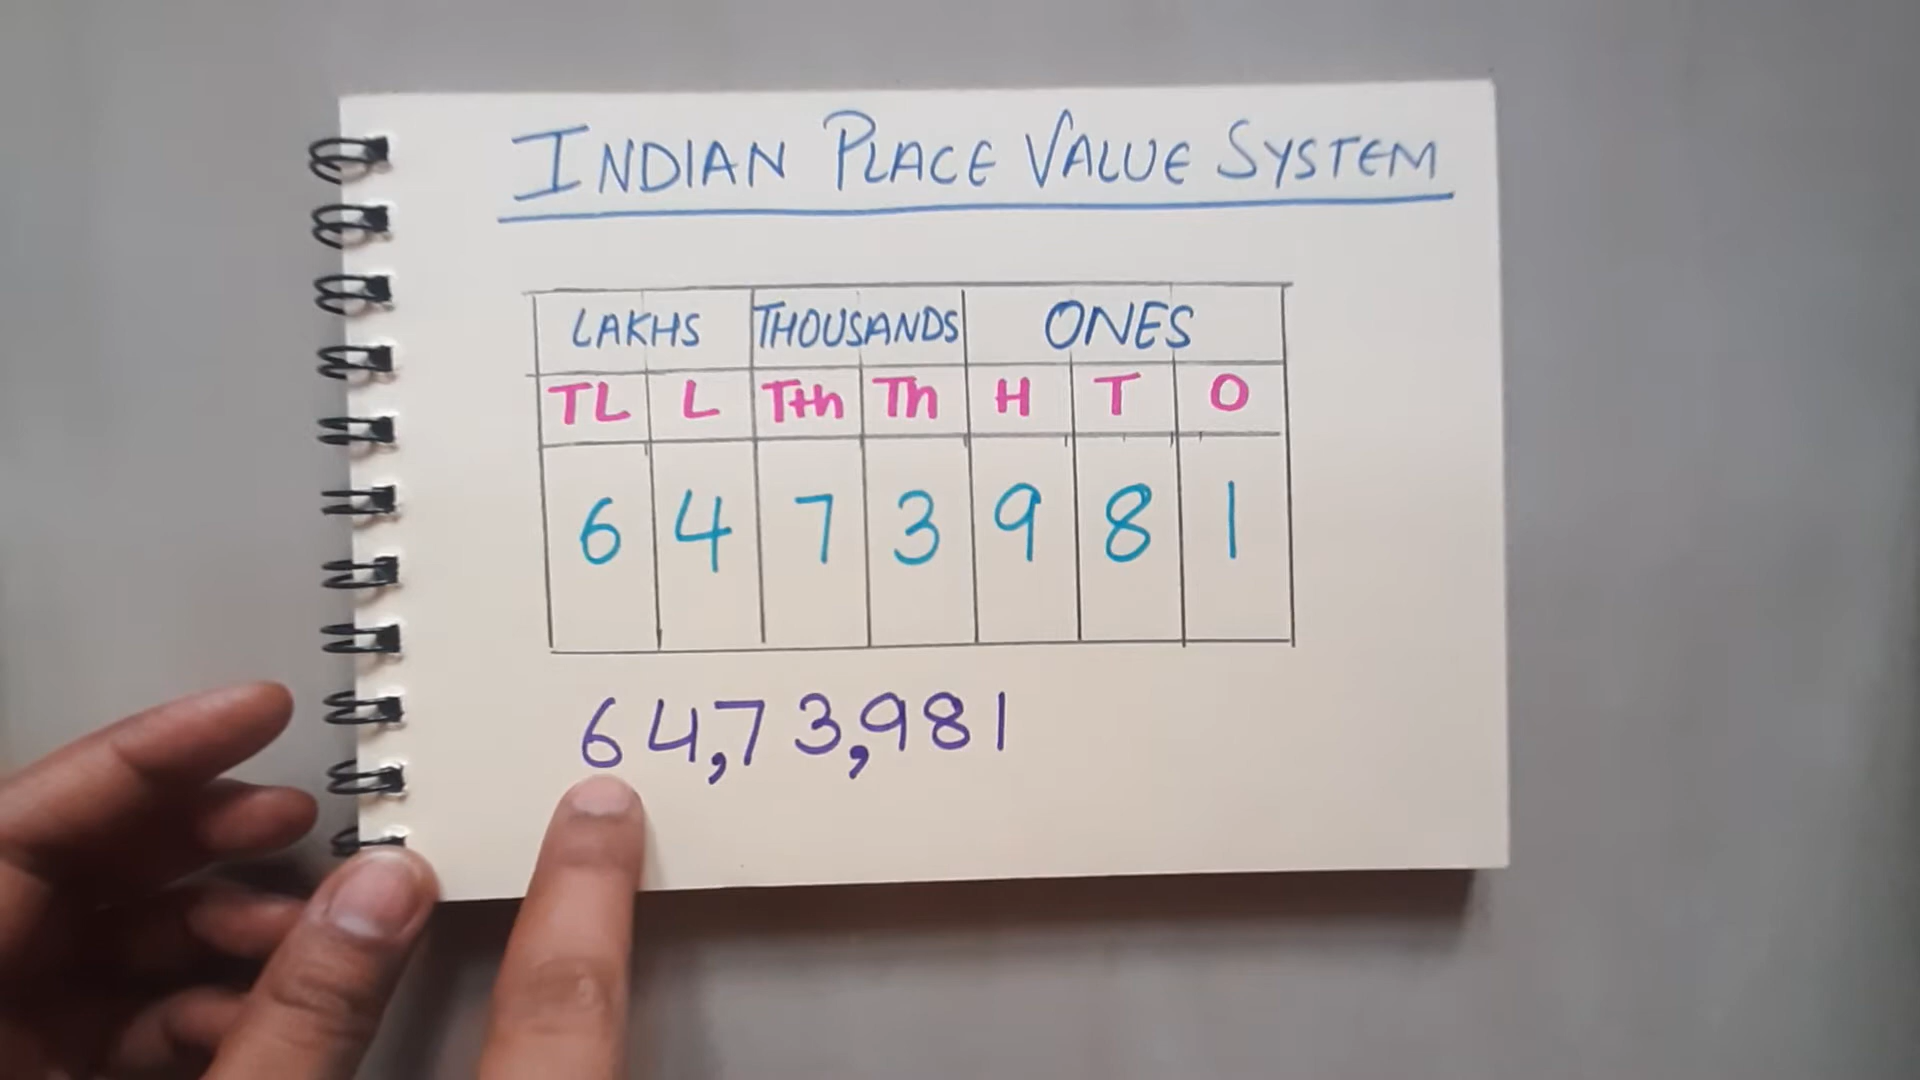 INDIAN PLACE VALUE SYSTEM
LAKHS THOUSANDS ONES
TL L Tth Th H T O
6 4 7 3 9 8 1
64,73,981